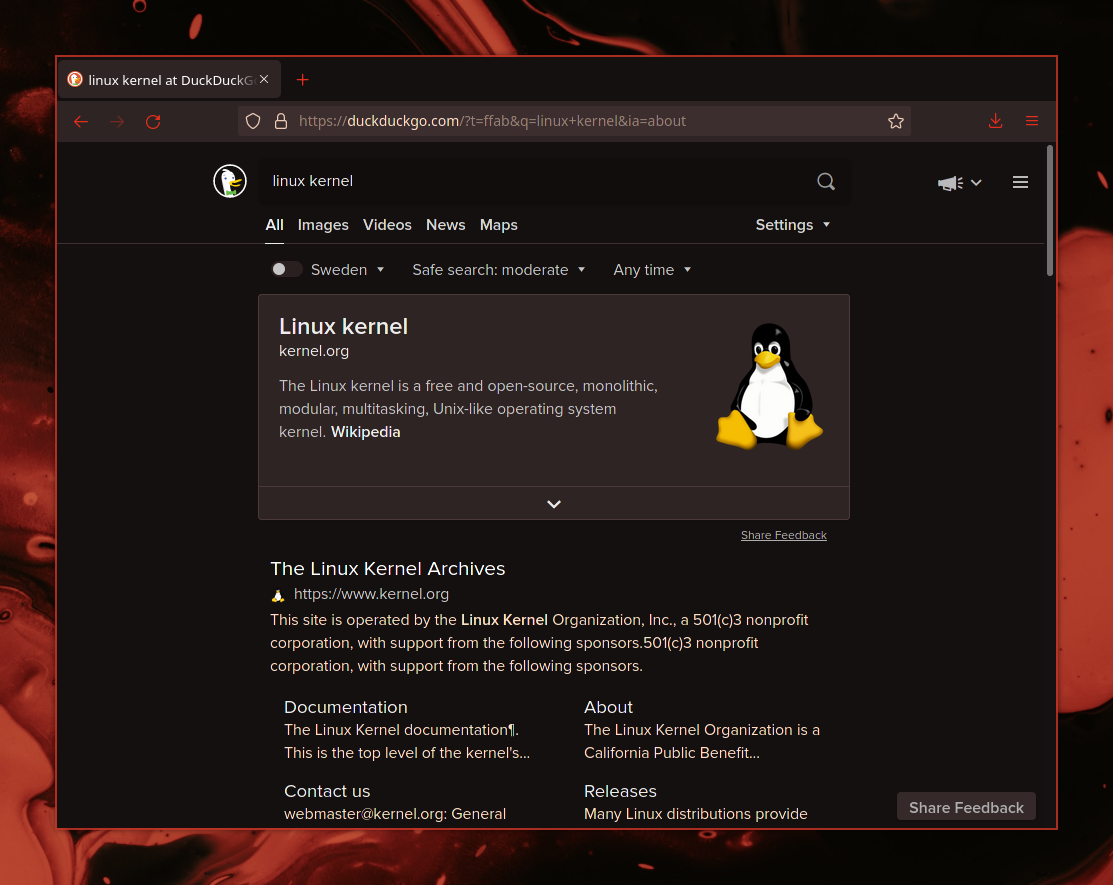 linux kernel at DuckDuckG
https://duckduckgo.com/?t=ffab&q=linux+kernel&ia=about
linux kernel
All Images Videos News Maps Settings
Sweden Safe search: moderate Any time
Linux kernel
kernel.org
The Linux kernel is a free and open-source, monolithic,
modular, multitasking, Unix-like operating system
kernel. Wikipedia
Share Feedback
The Linux Kernel Archives
https://www.kernel.org
This site is operated by the Linux Kernel Organization, Inc., a 501(c)3 nonprofit
corporation, with support from the following sponsors.501(c)3 nonprofit
corporation, with support from the following sponsors.
Documentation
The Linux Kernel documentation¶.
This is the top level of the kernel's...
About
The Linux Kernel Organization is a
California Public Benefit...
Contact us
webmaster@kernel.org: General
Releases
Many Linux distributions provide
Share Feedback